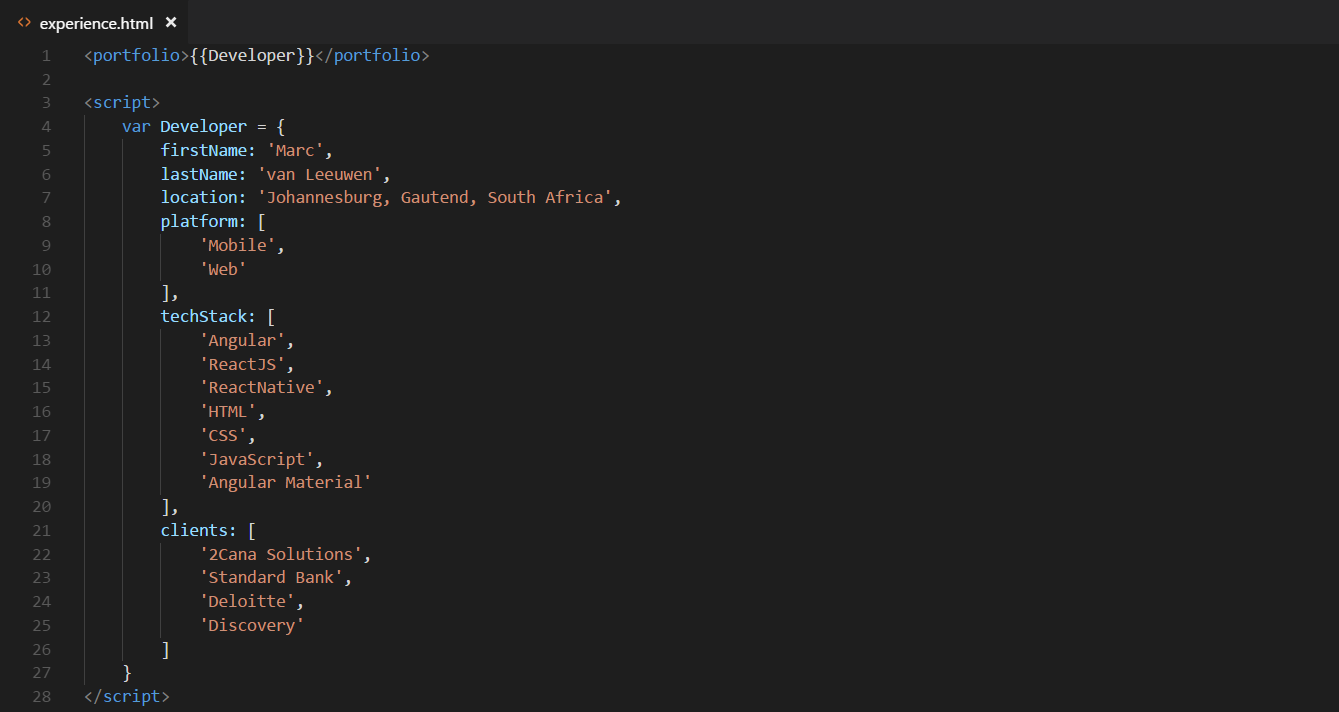 <> experience.html ×
1 <portfolio>{{Developer}}</portfolio>
2
3 <script>
4     var Developer = {
5         firstName: 'Marc',
6         lastName: 'van Leeuwen',
7         location: 'Johannesburg, Gautend, South Africa',
8         platform: [
9             'Mobile',
10             'Web'
11         ],
12         techStack: [
13             'Angular',
14             'ReactJS',
15             'ReactNative',
16             'HTML',
17             'CSS',
18             'JavaScript',
19             'Angular Material'
20         ],
21         clients: [
22             '2Cana Solutions',
23             'Standard Bank',
24             'Deloitte',
25             'Discovery'
26         ]
27     }
28 </script>